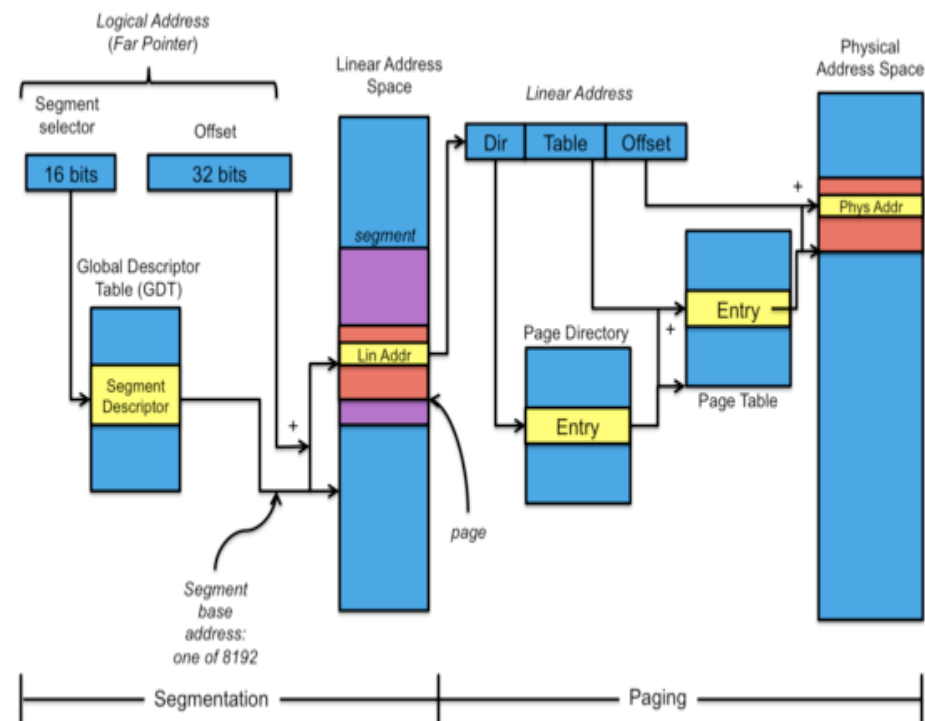 Logical Address
(Far Pointer)
Segment
selector
Offset
16 bits
32 bits
Global Descriptor
Table (GDT)
Segment
Descriptor
+
Segment
base
address:
one of 8192
Linear Address
Space
segment
Lin Addr
page
Linear Address
Dir
Table
Offset
Page Directory
Entry
+
Entry
Page Table
Physical
Address Space
+
Phys Addr
Segmentation
Paging